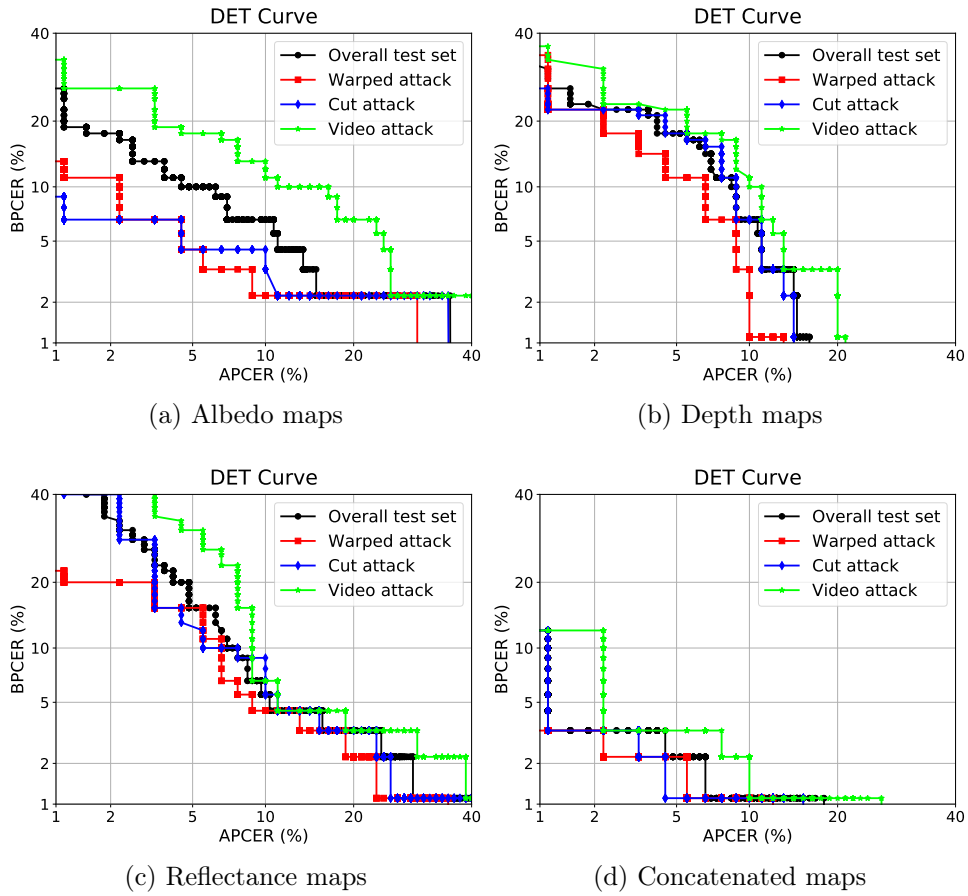 DET Curve
BPCER (%)
40
20
10
5
2
1
Overall test set
Warped attack
Cut attack
Video attack
1 2 5 10 20 40
APCER (%)
(a) Albedo maps
DET Curve
BPCER (%)
40
20
10
5
2
1
Overall test set
Warped attack
Cut attack
Video attack
1 2 5 10 20 40
APCER (%)
(b) Depth maps
DET Curve
BPCER (%)
40
20
10
5
2
1
Overall test set
Warped attack
Cut attack
Video attack
1 2 5 10 20 40
APCER (%)
(c) Reflectance maps
DET Curve
BPCER (%)
40
20
10
5
2
1
Overall test set
Warped attack
Cut attack
Video attack
1 2 5 10 20 40
APCER (%)
(d) Concatenated maps